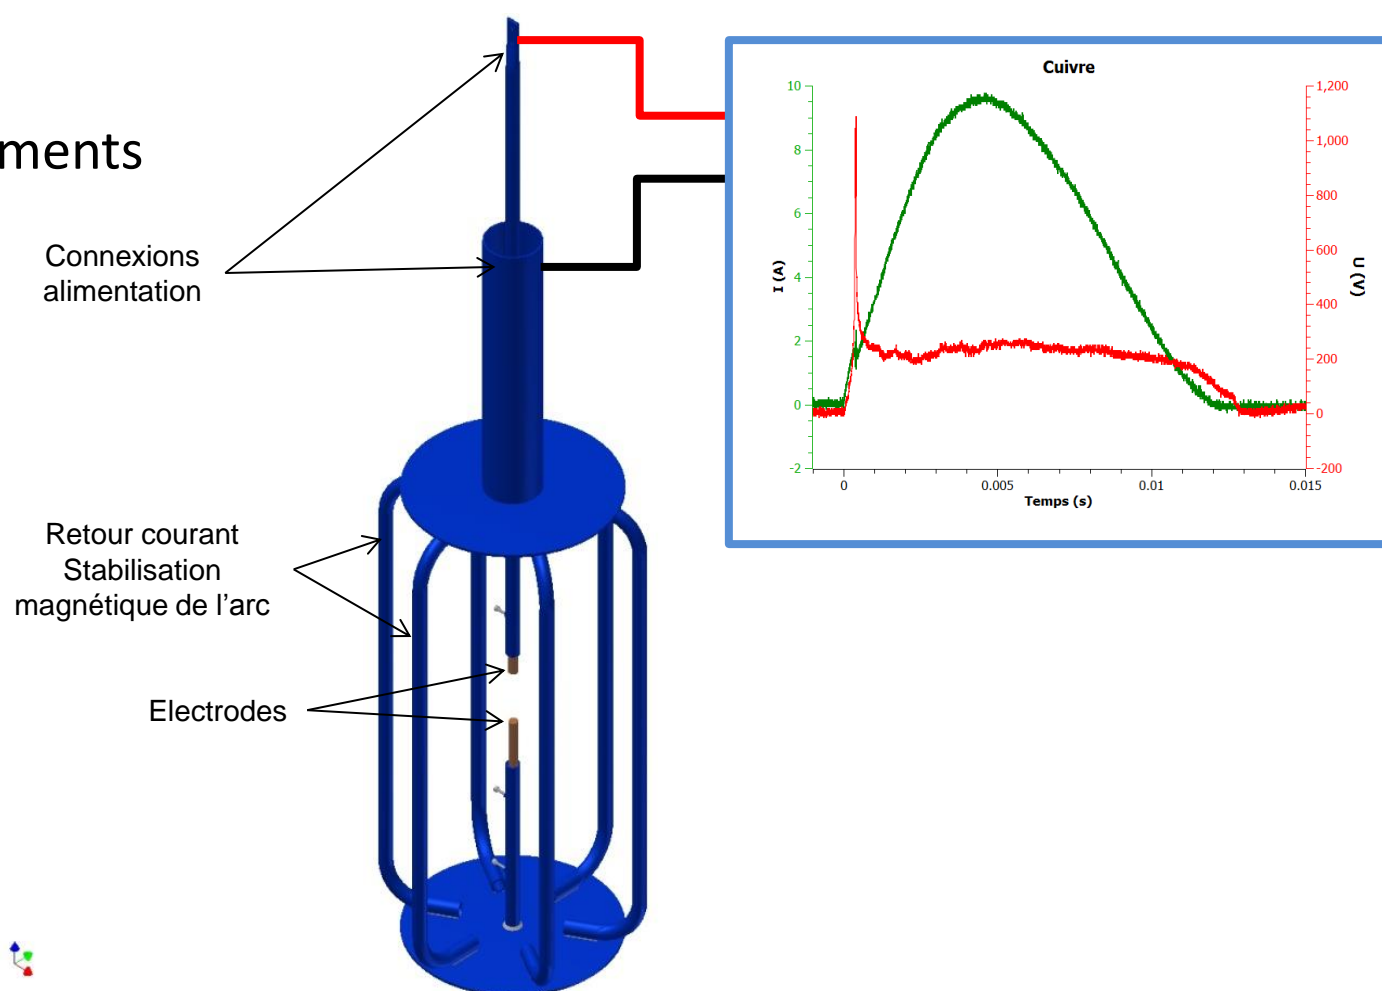 ments
Connexions
alimentation
Retour courant
Stabilisation
magnétique de l'arc
Electrodes
Cuivre
10
8
6
4
2
0
-2
I (A)
1,200
1,000
800
600
400
200
0
-200
U (V)
0
0.005
0.01
0.015
Temps (s)